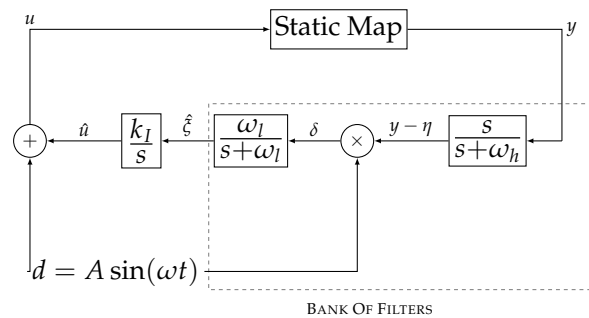 u
Static Map
y
+
û
k_I/s
ξ̂
ω_l/(s+ω_l)
δ
×
y − η
s/(s+ω_h)
d = A sin(ωt)
BANK OF FILTERS